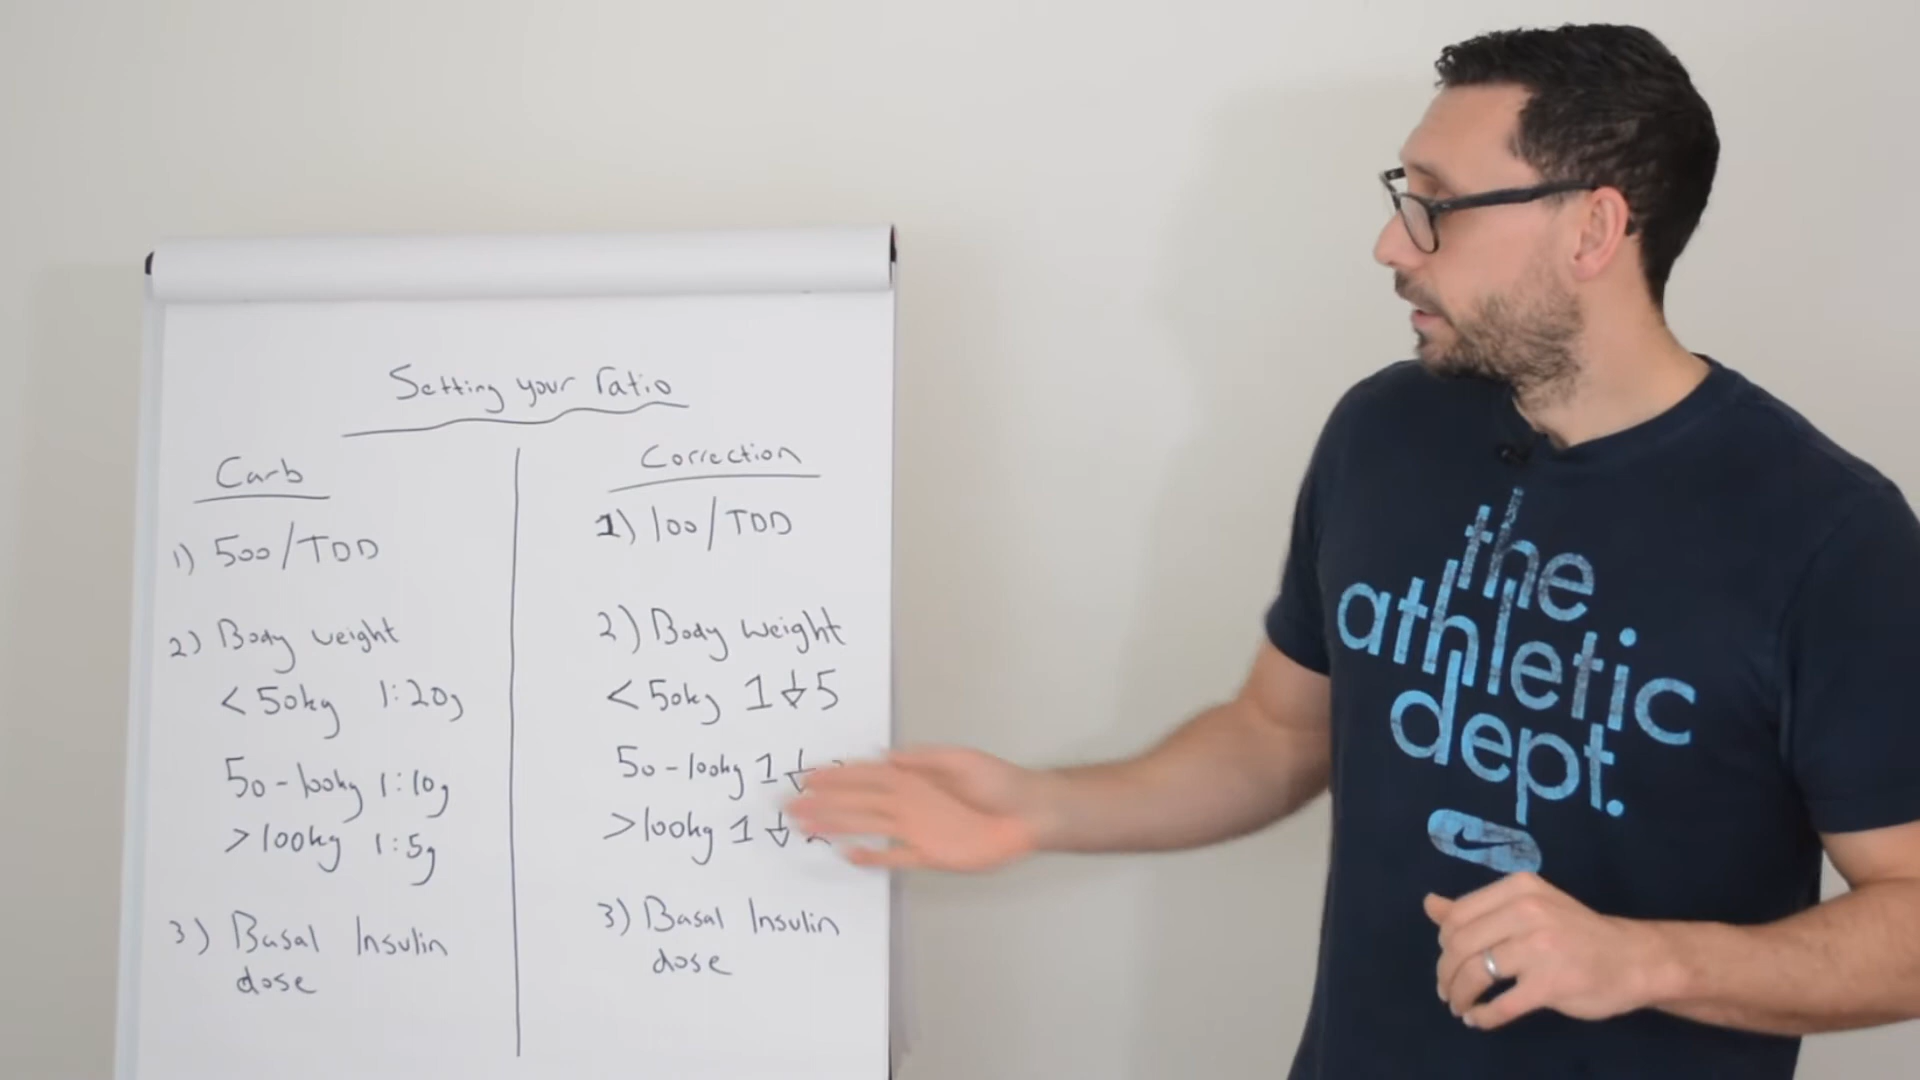 Setting your ratio
Carb
1) 500/TDD
2) Body weight
<50kg 1:20g
50-100kg 1:10g
>100kg 1:5g
3) Basal Insulin
dose
Correction
1) 100/TDD
2) Body weight
<50kg 1↓5
50-100kg 1↓
>100kg 1↓
3) Basal Insulin
dose
the
athletic
dept.